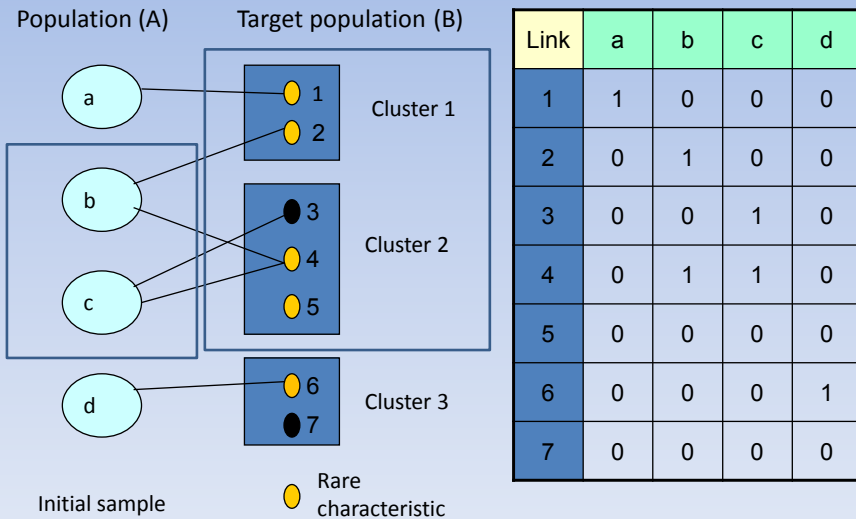 Population (A)
Target population (B)
a
b
c
d
1
2
Cluster 1
3
4
5
Cluster 2
6
7
Cluster 3
Initial sample
Rare
characteristic
Link a b c d
1 1 0 0 0
2 0 1 0 0
3 0 0 1 0
4 0 1 1 0
5 0 0 0 0
6 0 0 0 1
7 0 0 0 0